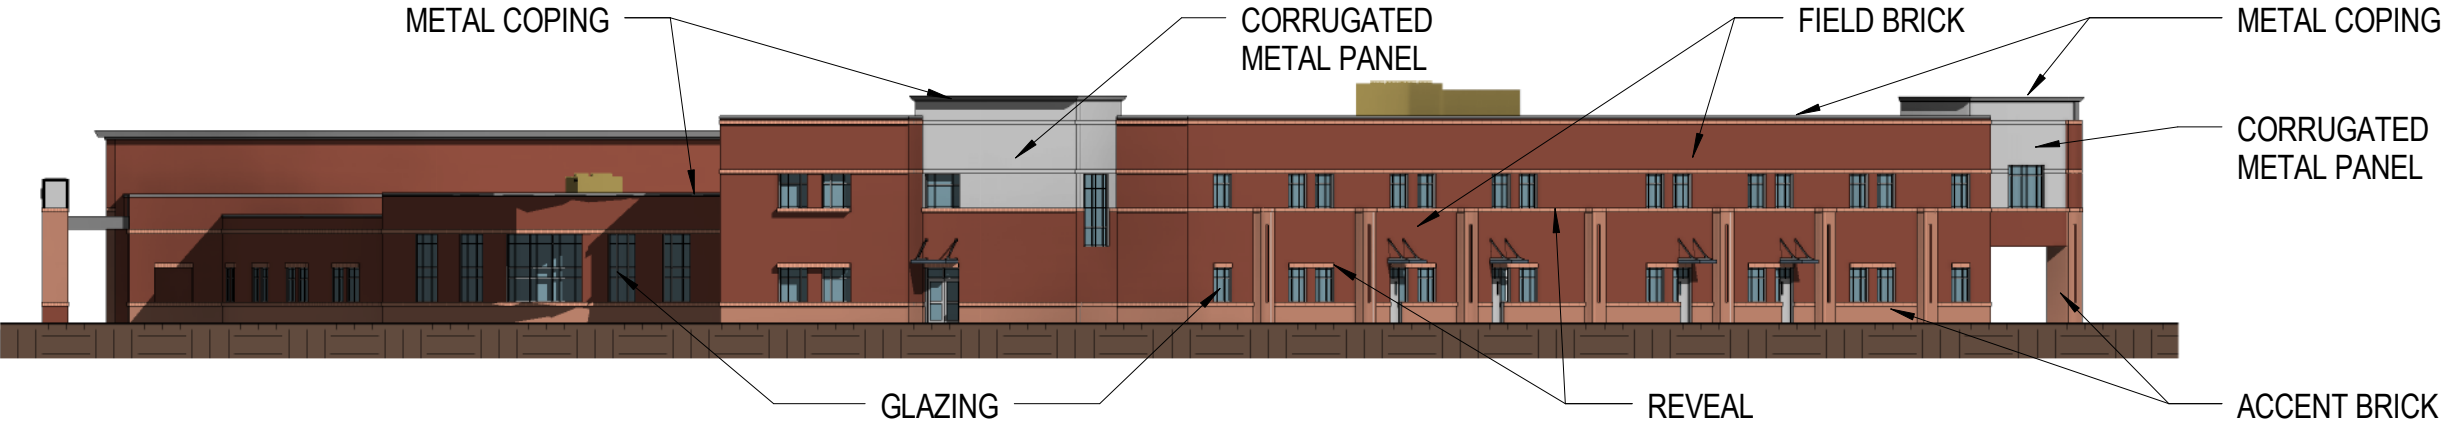 METAL COPING
CORRUGATED
METAL PANEL
FIELD BRICK
METAL COPING
CORRUGATED
METAL PANEL
GLAZING
REVEAL
ACCENT BRICK